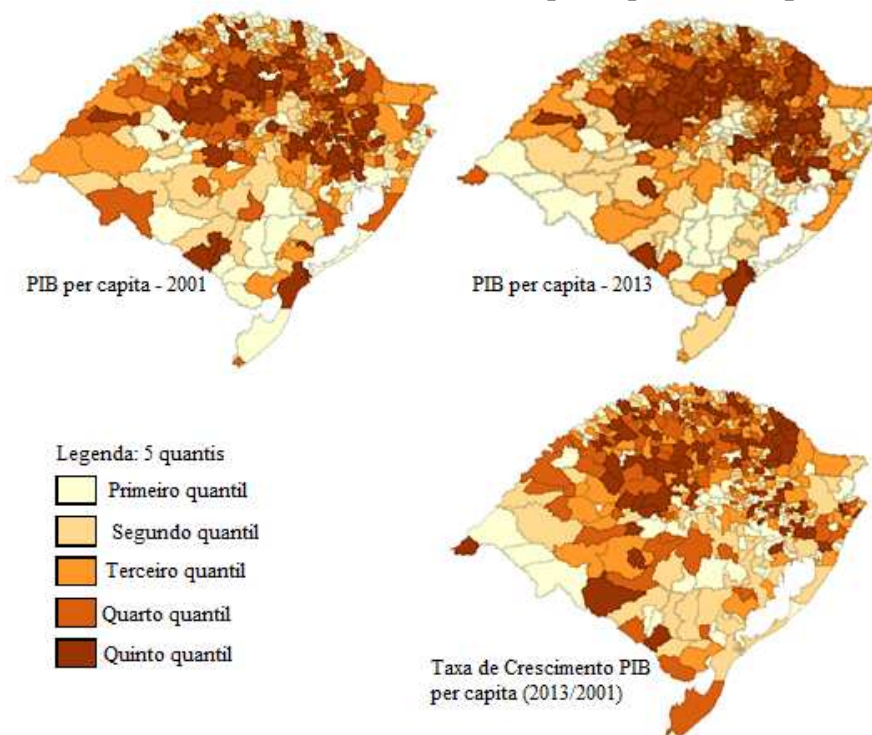 PIB per capita - 2001
PIB per capita - 2013
Legenda: 5 quantis
Primeiro quantil
Segundo quantil
Terceiro quantil
Quarto quantil
Quinto quantil
Taxa de Crescimento PIB
per capita (2013/2001)